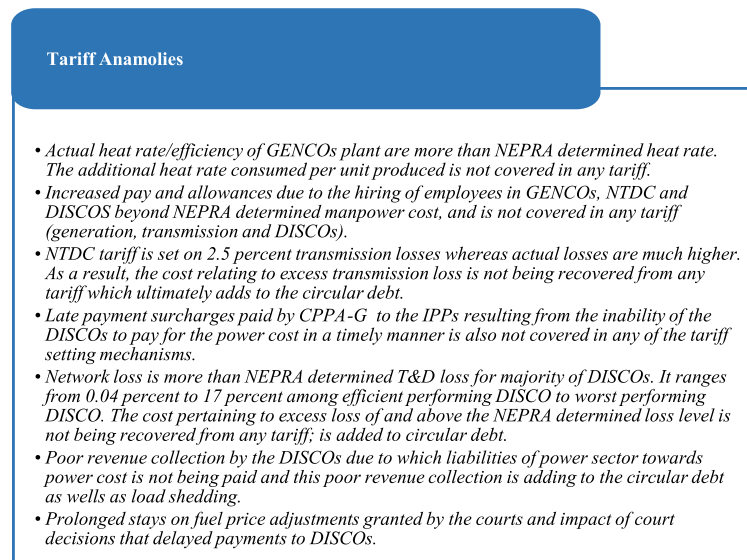 Tariff Anamolies
• Actual heat rate/efficiency of GENCOs plant are more than NEPRA determined heat rate.
The additional heat rate consumed per unit produced is not covered in any tariff.
• Increased pay and allowances due to the hiring of employees in GENCOs, NTDC and
DISCOS beyond NEPRA determined manpower cost, and is not covered in any tariff
(generation, transmission and DISCOs).
• NTDC tariff is set on 2.5 percent transmission losses whereas actual losses are much higher.
As a result, the cost relating to excess transmission loss is not being recovered from any
tariff which ultimately adds to the circular debt.
• Late payment surcharges paid by CPPA-G to the IPPs resulting from the inability of the
DISCOs to pay for the power cost in a timely manner is also not covered in any of the tariff
setting mechanisms.
• Network loss is more than NEPRA determined T&D loss for majority of DISCOs. It ranges
from 0.04 percent to 17 percent among efficient performing DISCO to worst performing
DISCO. The cost pertaining to excess loss of and above the NEPRA determined loss level is
not being recovered from any tariff; is added to circular debt.
• Poor revenue collection by the DISCOs due to which liabilities of power sector towards
power cost is not being paid and this poor revenue collection is adding to the circular debt
as wells as load shedding.
• Prolonged stays on fuel price adjustments granted by the courts and impact of court
decisions that delayed payments to DISCOs.